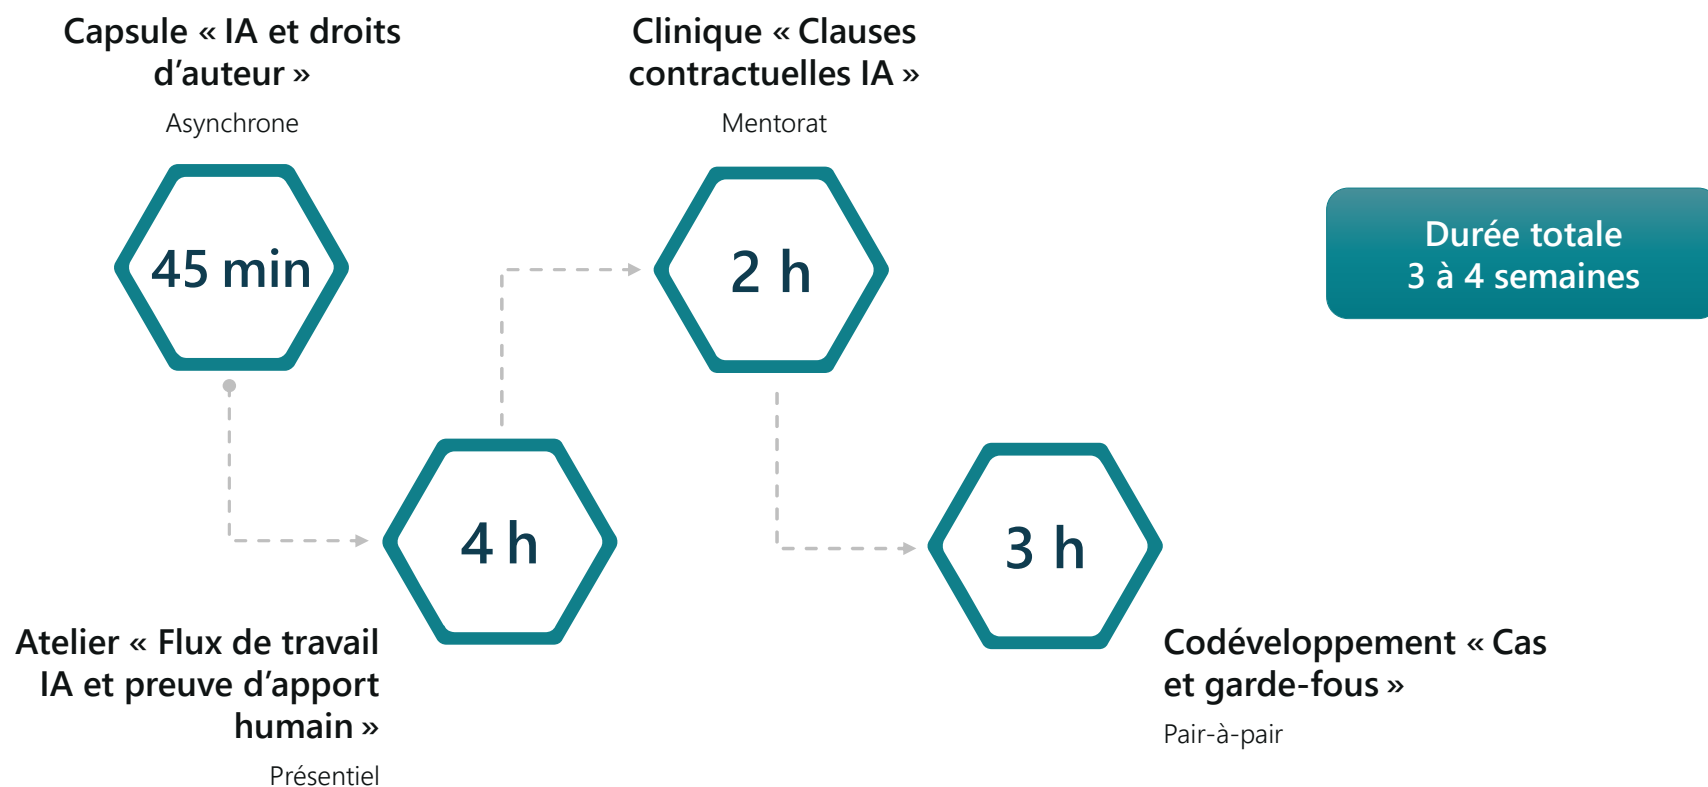 Capsule « IA et droits
d’auteur »
Asynchrone
45 min
Atelier « Flux de travail
IA et preuve d’apport
humain »
Présentiel
4 h
Clinique « Clauses
contractuelles IA »
Mentorat
2 h
Codéveloppement « Cas
et garde-fous »
Pair-à-pair
3 h
Durée totale
3 à 4 semaines